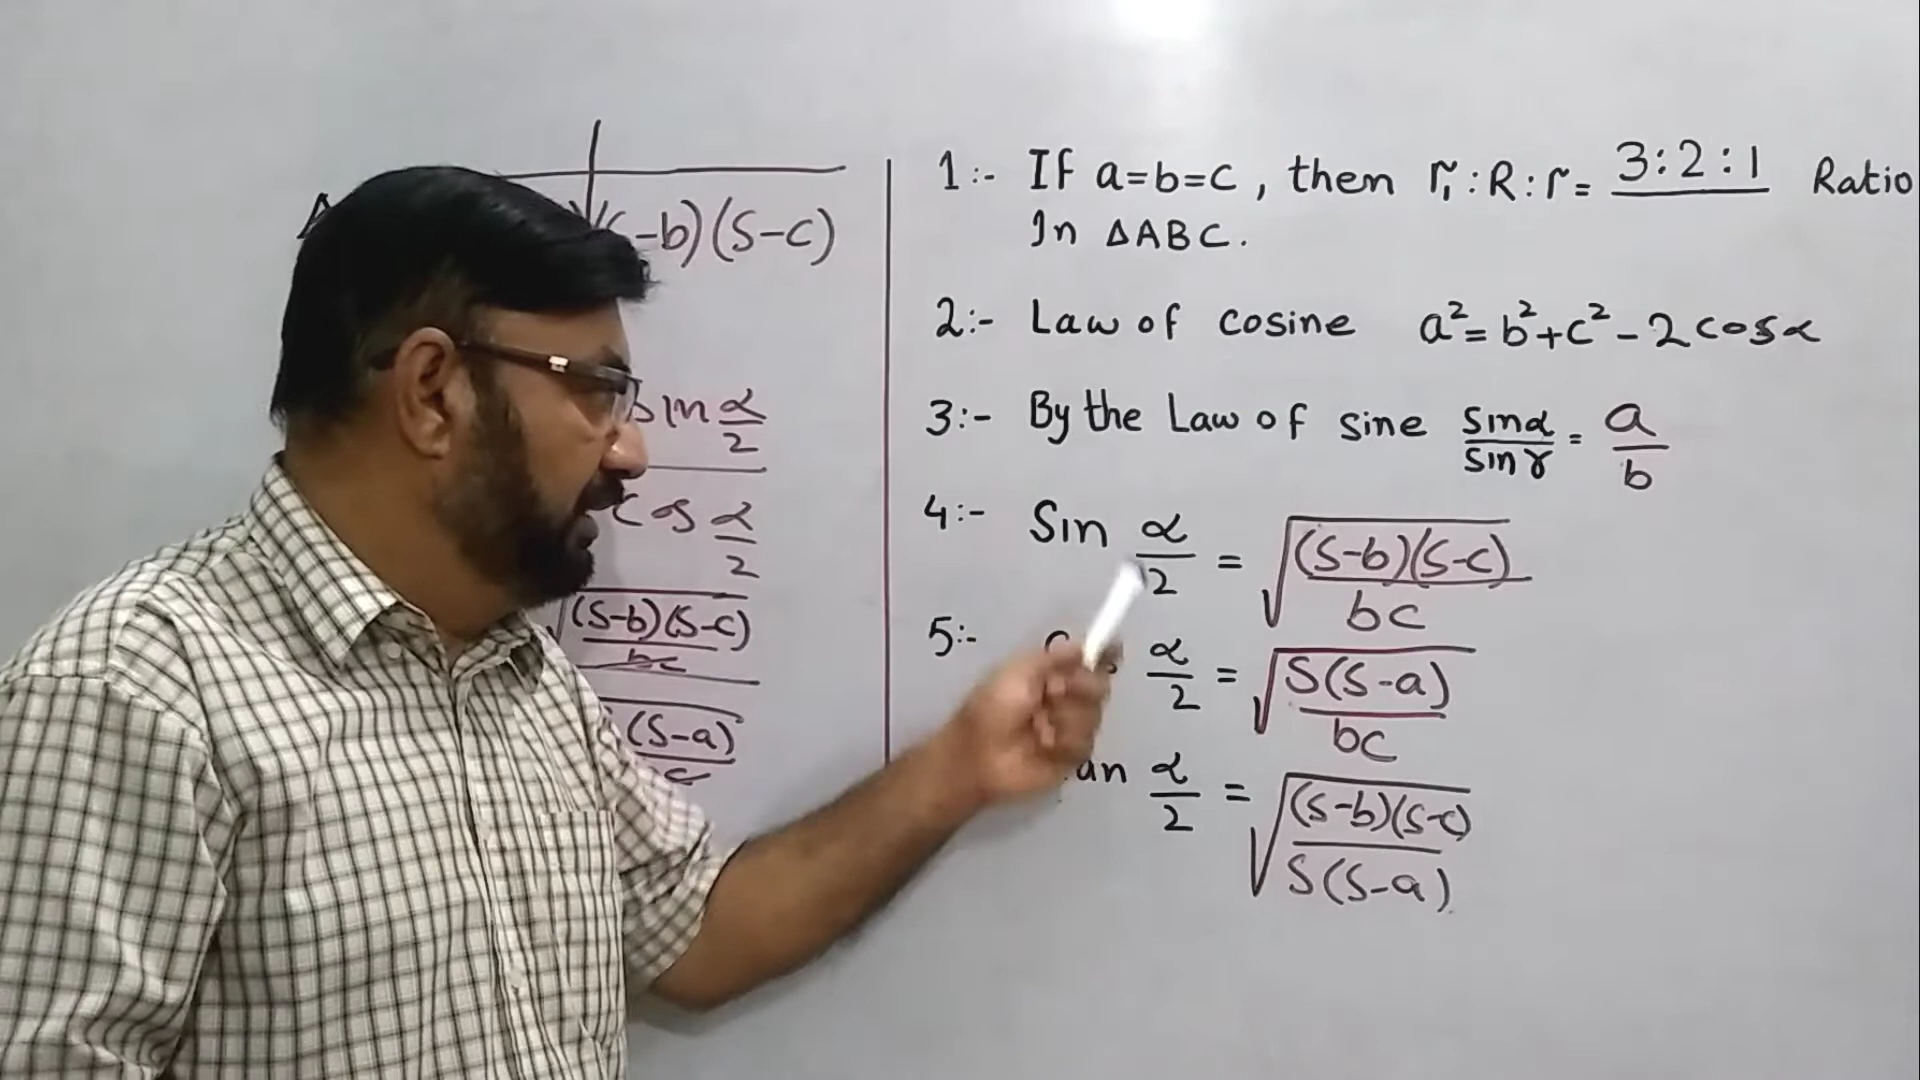 (s-b)(s-c)
sin α/2
cos α/2
√((s-b)(s-c)/bc)
(s-a)
1:- If a=b=c, then r₁:R:r= 3:2:1 Ratio
In ΔABC.
2:- Law of cosine a²=b²+c²-2cosα
3:- By the Law of sine sinα/sinγ = a/b
4:- Sin α/2 = √((s-b)(s-c)/bc)
5:- α/2 = √(S(S-a)/bc)
an α/2 = √((s-b)(s-c)/S(S-a))